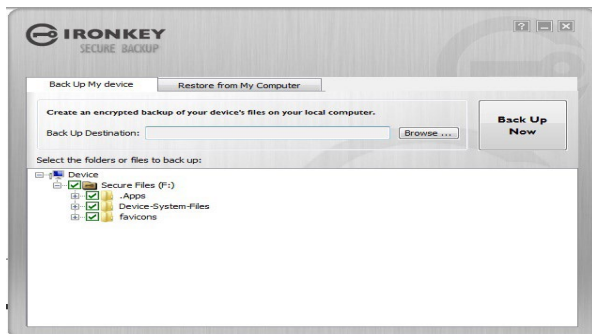 IRONKEY
SECURE BACKUP
?
Back Up My device
Restore from My Computer
Create an encrypted backup of your device's files on your local computer.
Back Up Destination:
Browse ...
Back Up
Now
Select the folders or files to back up:
Device
Secure Files (F:)
.Apps
Device-System-Files
favicons